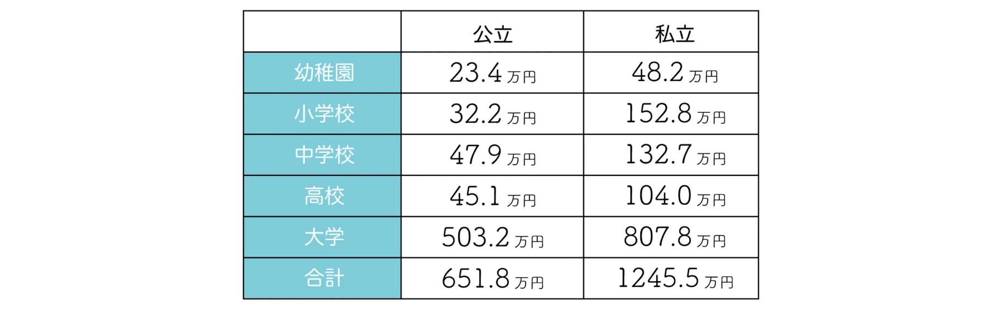 公立 私立
幼稚園 23.4万円 48.2万円
小学校 32.2万円 152.8万円
中学校 47.9万円 132.7万円
高校 45.1万円 104.0万円
大学 503.2万円 807.8万円
合計 651.8万円 1245.5万円